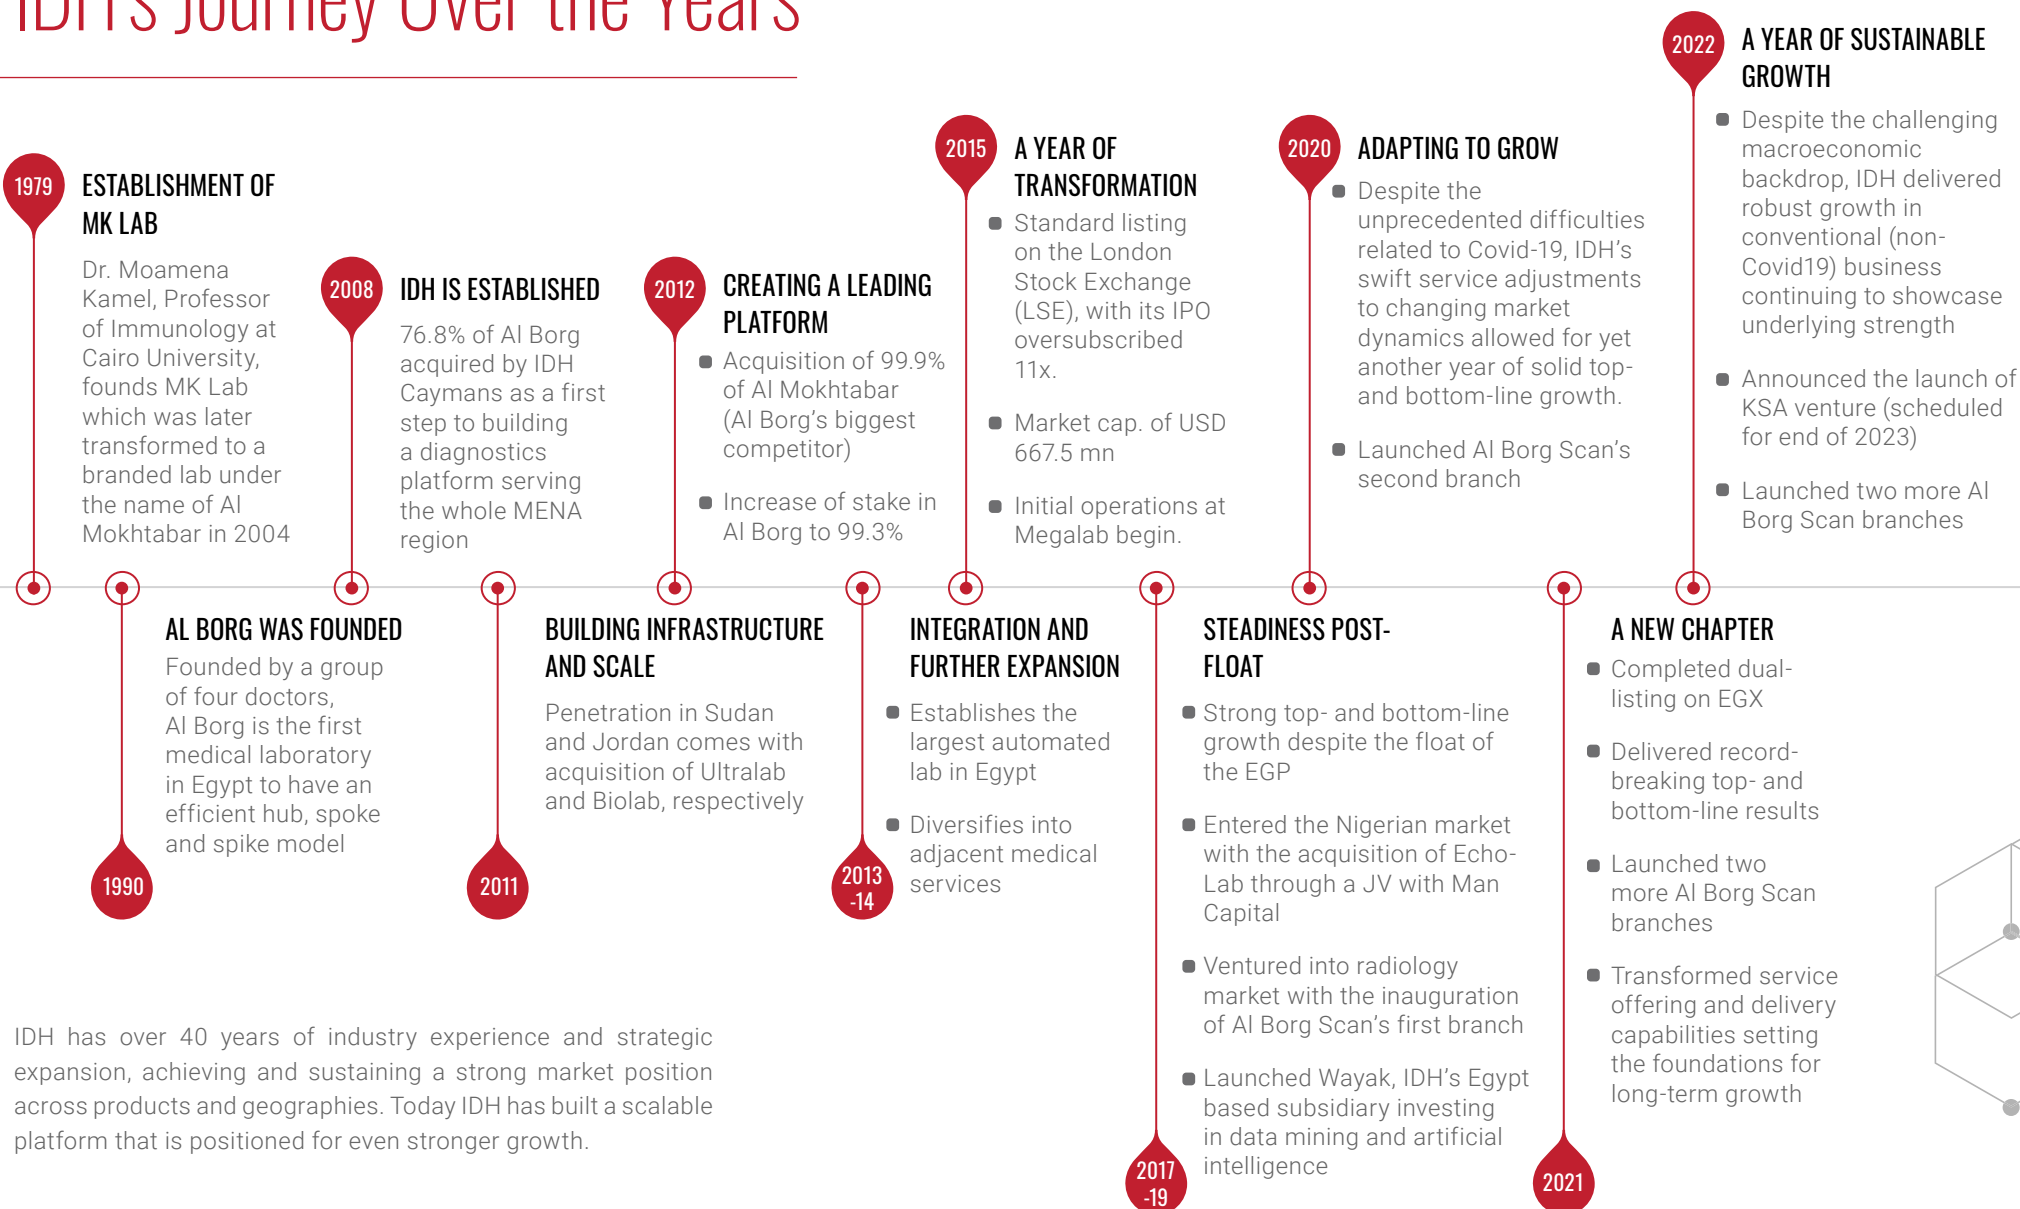 IDH's Journey Over the Years
1979
ESTABLISHMENT OF
MK LAB
Dr. Moamena
Kamel, Professor
of Immunology at
Cairo University,
founds MK Lab
which was later
transformed to a
branded lab under
the name of Al
Mokhtabar in 2004
1990
AL BORG WAS FOUNDED
Founded by a group
of four doctors,
Al Borg is the first
medical laboratory
in Egypt to have an
efficient hub, spoke
and spike model
2008
IDH IS ESTABLISHED
76.8% of Al Borg
acquired by IDH
Caymans as a first
step to building
a diagnostics
platform serving
the whole MENA
region
2011
BUILDING INFRASTRUCTURE
AND SCALE
Penetration in Sudan
and Jordan comes with
acquisition of Ultralab
and Biolab, respectively
2012
CREATING A LEADING
PLATFORM
Acquisition of 99.9%
of Al Mokhtabar
(Al Borg's biggest
competitor)
Increase of stake in
Al Borg to 99.3%
2013
-14
INTEGRATION AND
FURTHER EXPANSION
Establishes the
largest automated
lab in Egypt
Diversifies into
adjacent medical
services
2015
A YEAR OF
TRANSFORMATION
Standard listing
on the London
Stock Exchange
(LSE), with its IPO
oversubscribed
11x.
Market cap. of USD
667.5 mn
Initial operations at
Megalab begin.
2017
-19
STEADINESS POST-
FLOAT
Strong top- and bottom-line
growth despite the float of
the EGP
Entered the Nigerian market
with the acquisition of Echo-
Lab through a JV with Man
Capital
Ventured into radiology
market with the inauguration
of Al Borg Scan's first branch
Launched Wayak, IDH's Egypt
based subsidiary investing
in data mining and artificial
intelligence
2020
ADAPTING TO GROW
Despite the
unprecedented difficulties
related to Covid-19, IDH's
swift service adjustments
to changing market
dynamics allowed for yet
another year of solid top-
and bottom-line growth.
Launched Al Borg Scan's
second branch
2021
A NEW CHAPTER
Completed dual-
listing on EGX
Delivered record-
breaking top- and
bottom-line results
Launched two
more Al Borg Scan
branches
Transformed service
offering and delivery
capabilities setting
the foundations for
long-term growth
2022
A YEAR OF SUSTAINABLE
GROWTH
Despite the challenging
macroeconomic
backdrop, IDH delivered
robust growth in
conventional (non-
Covid19) business
continuing to showcase
underlying strength
Announced the launch of
KSA venture (scheduled
for end of 2023)
Launched two more Al
Borg Scan branches
IDH has over 40 years of industry experience and strategic
expansion, achieving and sustaining a strong market position
across products and geographies. Today IDH has built a scalable
platform that is positioned for even stronger growth.